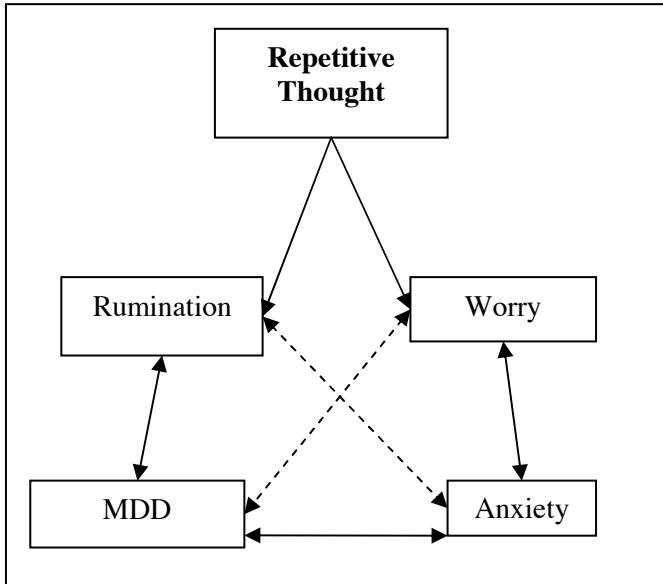 Repetitive
Thought
Rumination
Worry
MDD
Anxiety